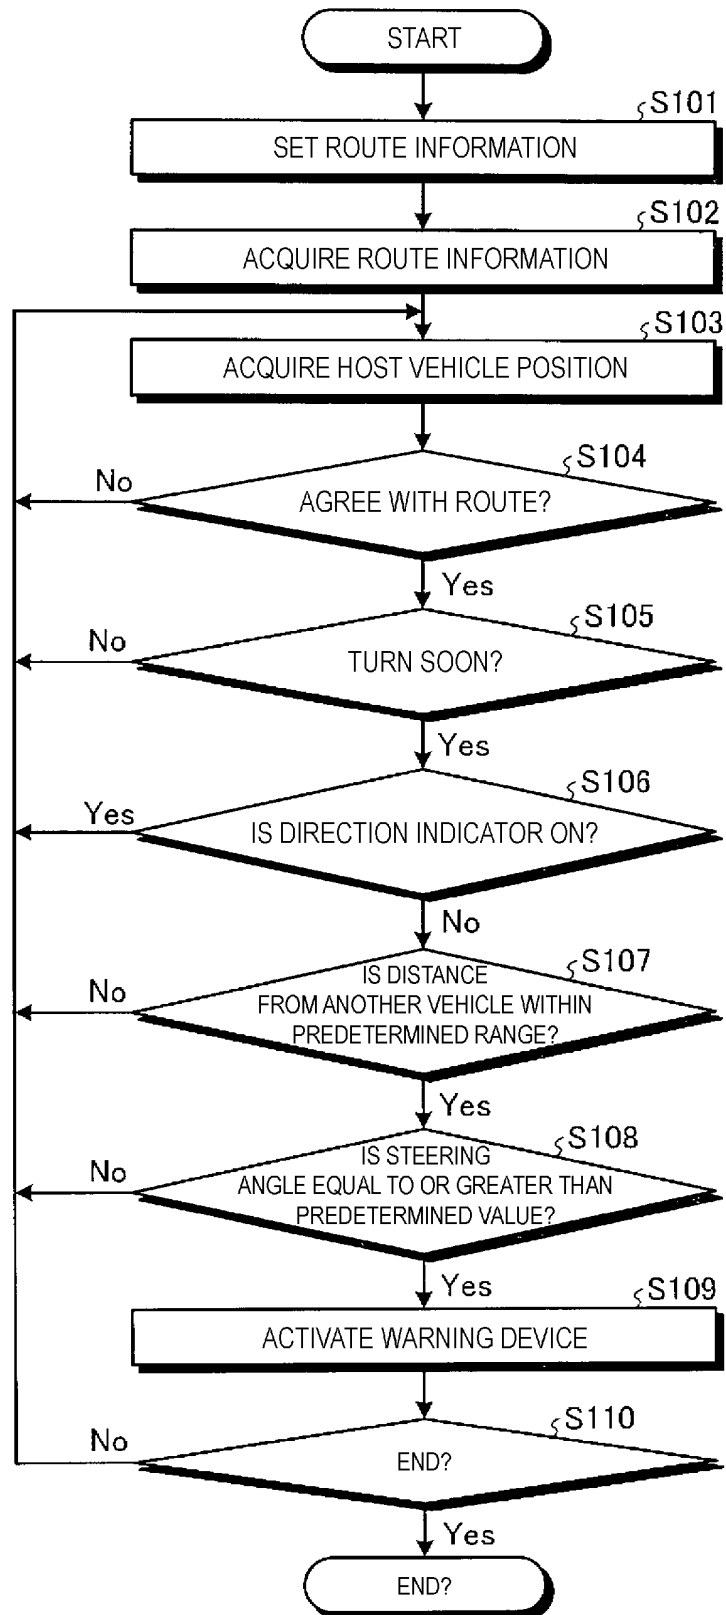 START
S101
SET ROUTE INFORMATION
S102
ACQUIRE ROUTE INFORMATION
S103
ACQUIRE HOST VEHICLE POSITION
S104
No
AGREE WITH ROUTE?
Yes
S105
No
TURN SOON?
Yes
S106
Yes
IS DIRECTION INDICATOR ON?
No
S107
No
IS DISTANCE
FROM ANOTHER VEHICLE WITHIN
PREDETERMINED RANGE?
Yes
S108
No
IS STEERING
ANGLE EQUAL TO OR GREATER THAN
PREDETERMINED VALUE?
Yes
S109
ACTIVATE WARNING DEVICE
S110
No
END?
Yes
END?